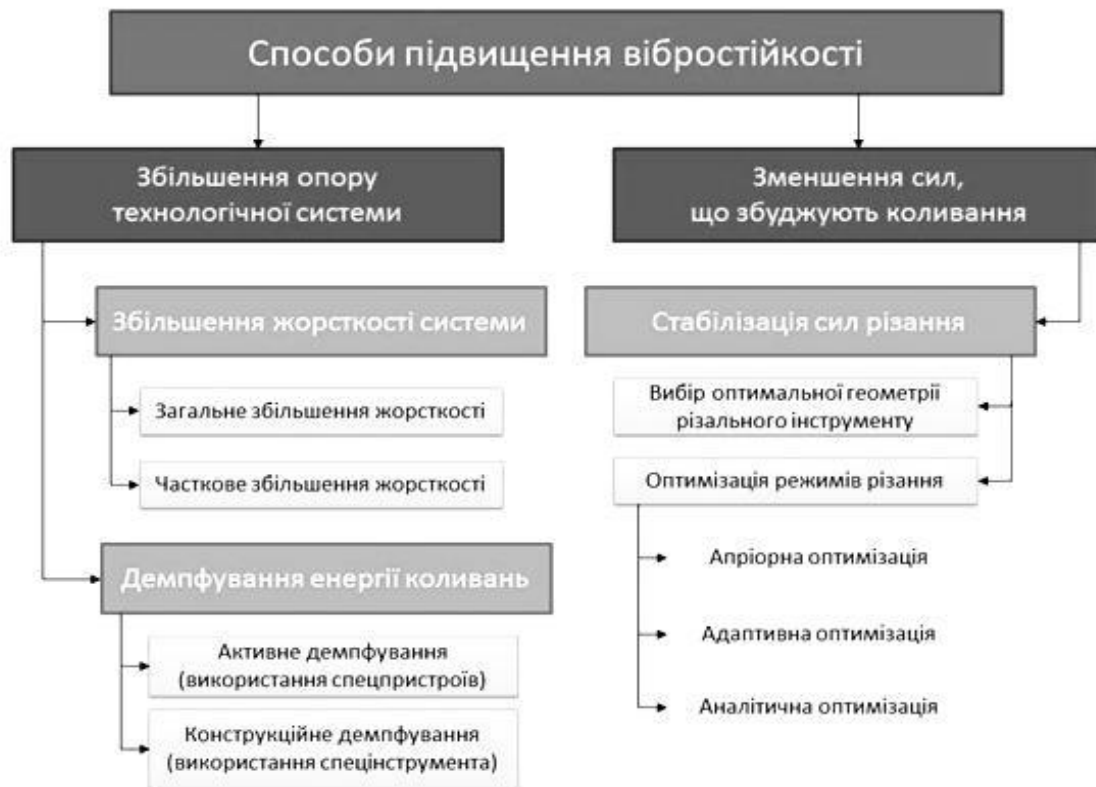 Способи підвищення вібростійкості
Збільшення опору
технологічної системи
Збільшення жорсткості системи
Загальне збільшення жорсткості
Часткове збільшення жорсткості
Демпфування енергії коливань
Активне демпфування
(використання спецпристроїв)
Конструкційне демпфування
(використання спецінструмента)
Зменшення сил,
що збуджують коливання
Стабілізація сил різання
Вибір оптимальної геометрії
різального інструменту
Оптимізація режимів різання
Апріорна оптимізація
Адаптивна оптимізація
Аналітична оптимізація